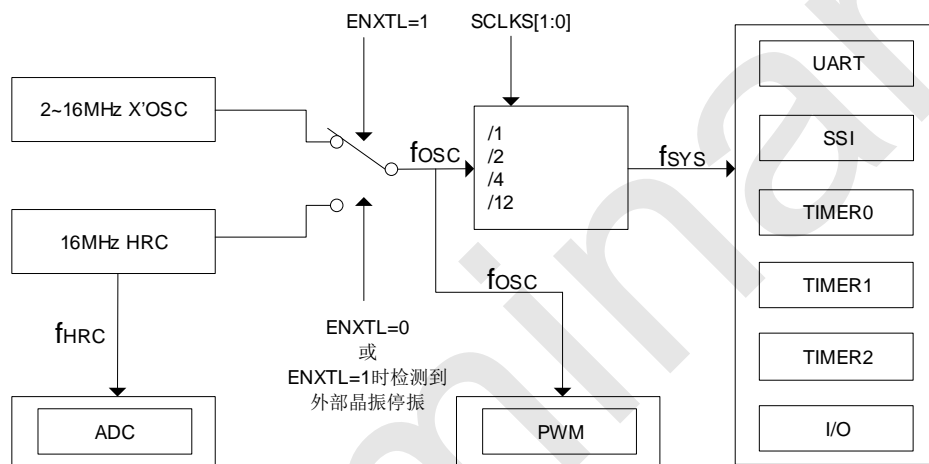 ENXTL=1
SCLKS[1:0]
2~16MHz X'OSC
fOSC
/1
/2
/4
/12
fSYS
16MHz HRC
fHRC
fOSC
ENXTL=0
或
ENXTL=1时检测到
外部晶振停振
ADC
PWM
UART
SSI
TIMER0
TIMER1
TIMER2
I/O